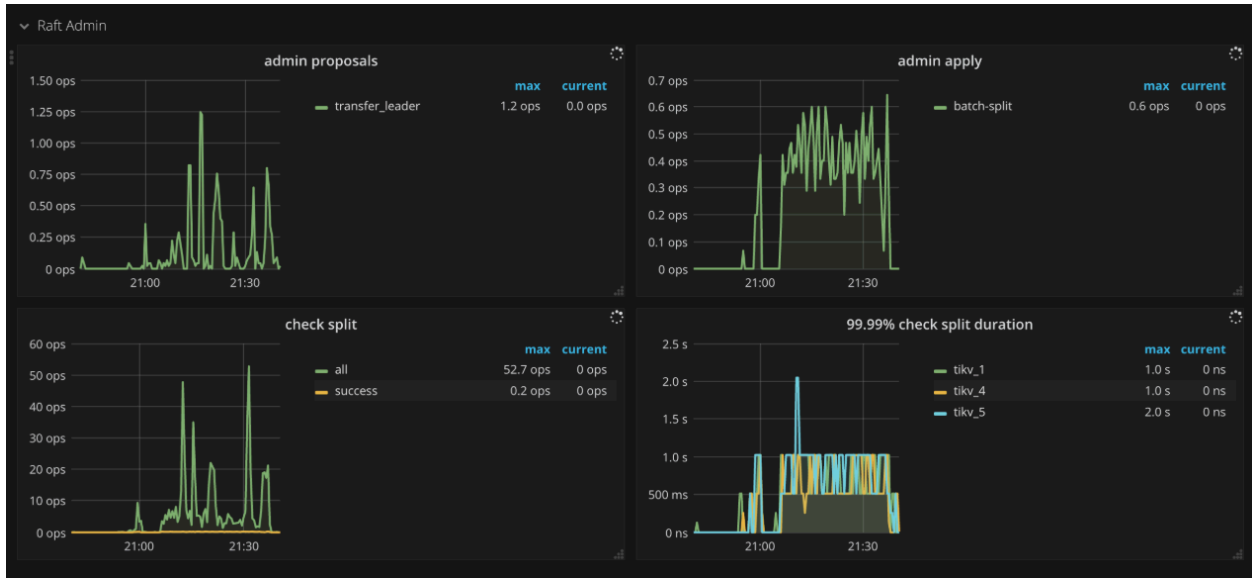 Raft Admin
admin proposals
1.50 ops
1.25 ops
1.00 ops
0.75 ops
0.50 ops
0.25 ops
0 ops
21:00 21:30
max current
transfer_leader 1.2 ops 0.0 ops
admin apply
0.7 ops
0.6 ops
0.5 ops
0.4 ops
0.3 ops
0.2 ops
0.1 ops
0 ops
21:00 21:30
max current
batch-split 0.6 ops 0 ops
check split
60 ops
50 ops
40 ops
30 ops
20 ops
10 ops
0 ops
21:00 21:30
max current
all 52.7 ops 0 ops
success 0.2 ops 0 ops
99.99% check split duration
2.5 s
2.0 s
1.5 s
1.0 s
500 ms
0 ns
21:00 21:30
max current
tikv_1 1.0 s 0 ns
tikv_4 1.0 s 0 ns
tikv_5 2.0 s 0 ns